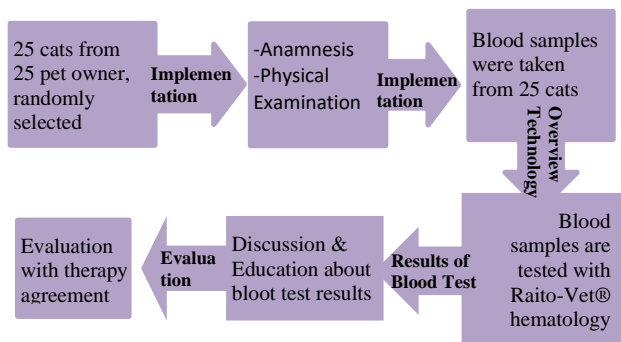 25 cats from
25 pet owner,
randomly
selected
Implemen
tation
-Anamnesis
-Physical
Examination
Implemen
tation
Blood samples
were taken
from 25 cats
Overview
Technology
Blood
samples are
tested with
Raito-Vet®
hematology
Results of
Blood Test
Discussion &
Education about
bloot test results
Evalua
tion
Evaluation
with therapy
agreement